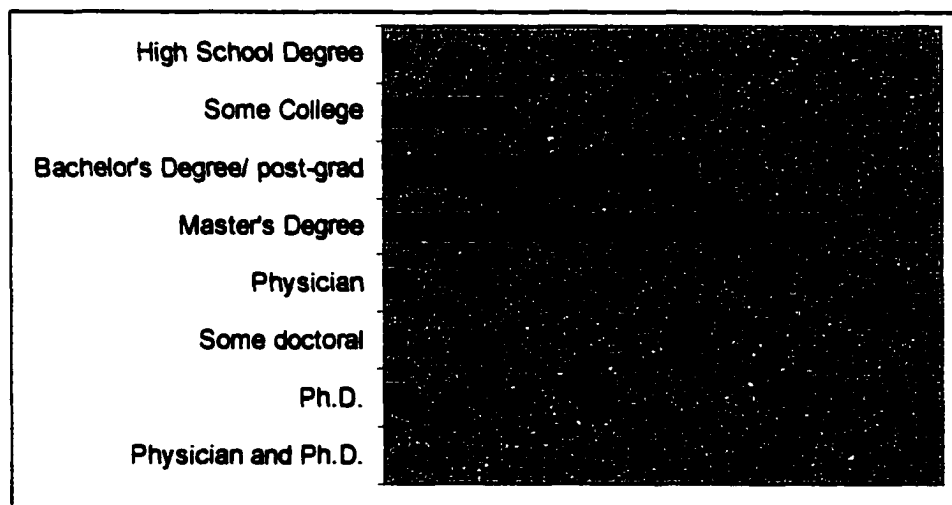 High School Degree
Some College
Bachelor's Degree/ post-grad
Master's Degree
Physician
Some doctoral
Ph.D.
Physician and Ph.D.